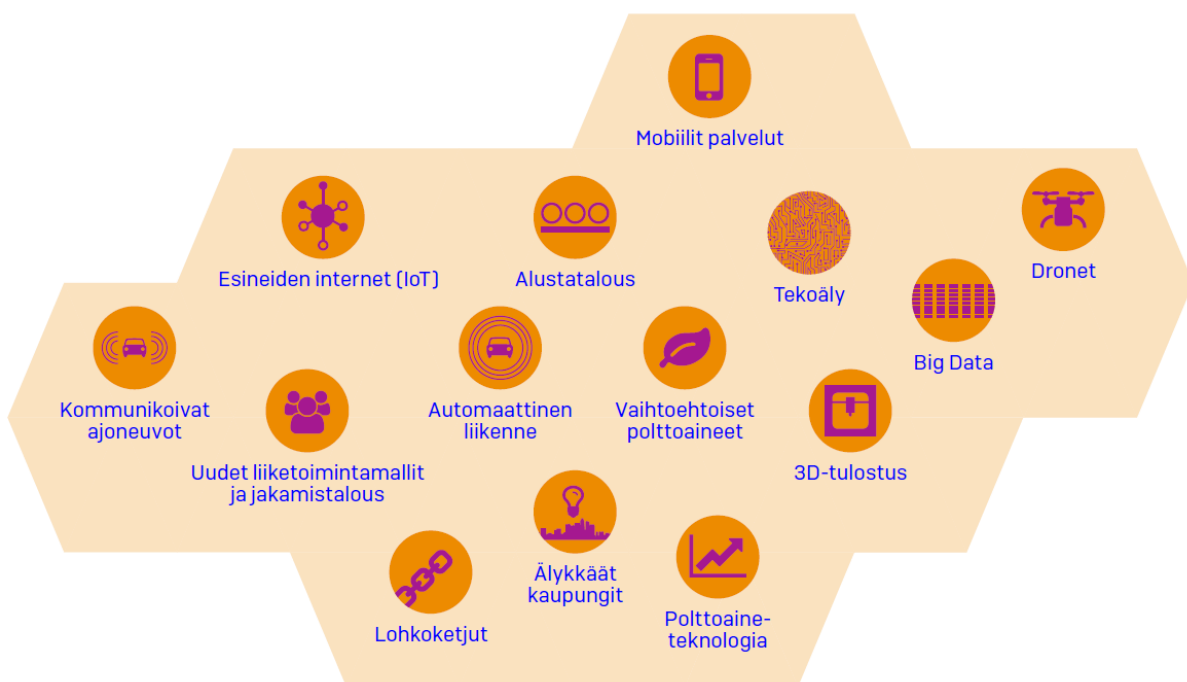 Mobiilit palvelut
Esineiden internet (IoT)
Alustatalous
Tekoäly
Dronet
Big Data
Kommunikoivat
ajoneuvot
Automaattinen
liikenne
Vaihtoehtoiset
polttoaineet
Uudet liiketoimintamallit
ja jakamistalous
3D-tulostus
Älykkäät
kaupungit
Lohkoketjut
Polttoaine-
teknologia